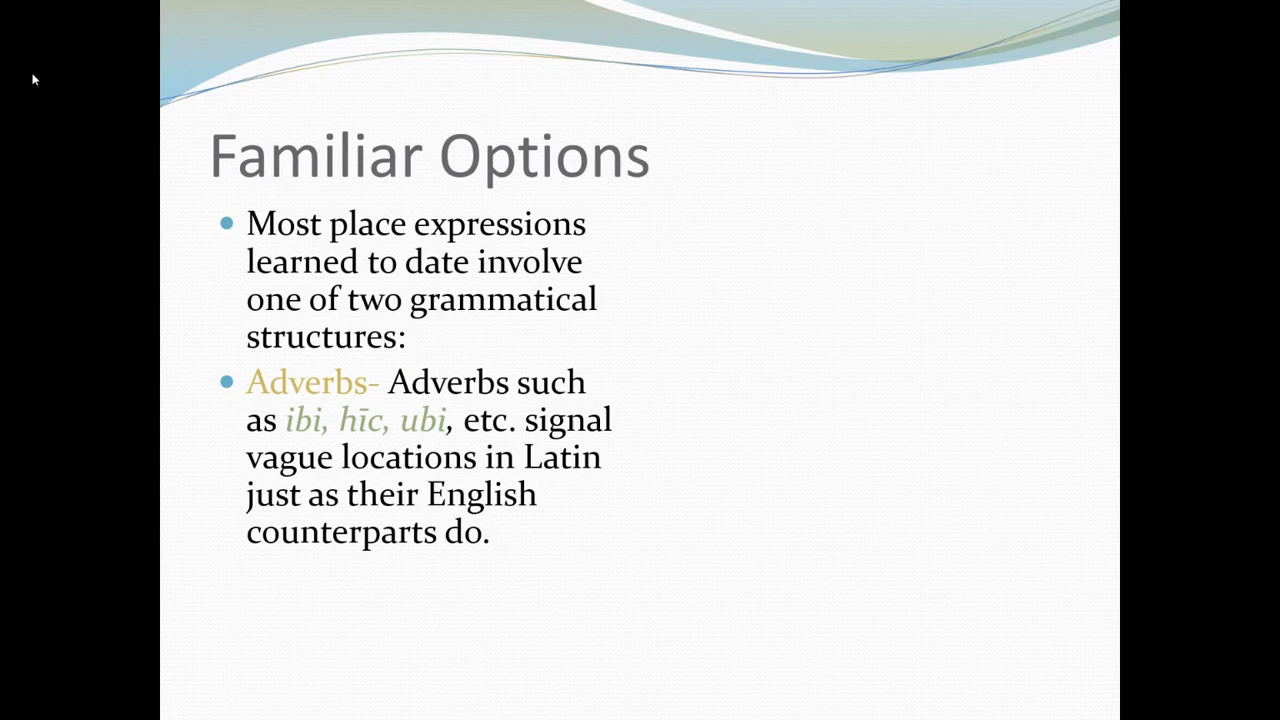 Familiar Options
Most place expressions
learned to date involve
one of two grammatical
structures:
Adverbs- Adverbs such
as ibi, hīc, ubi, etc. signal
vague locations in Latin
just as their English
counterparts do.